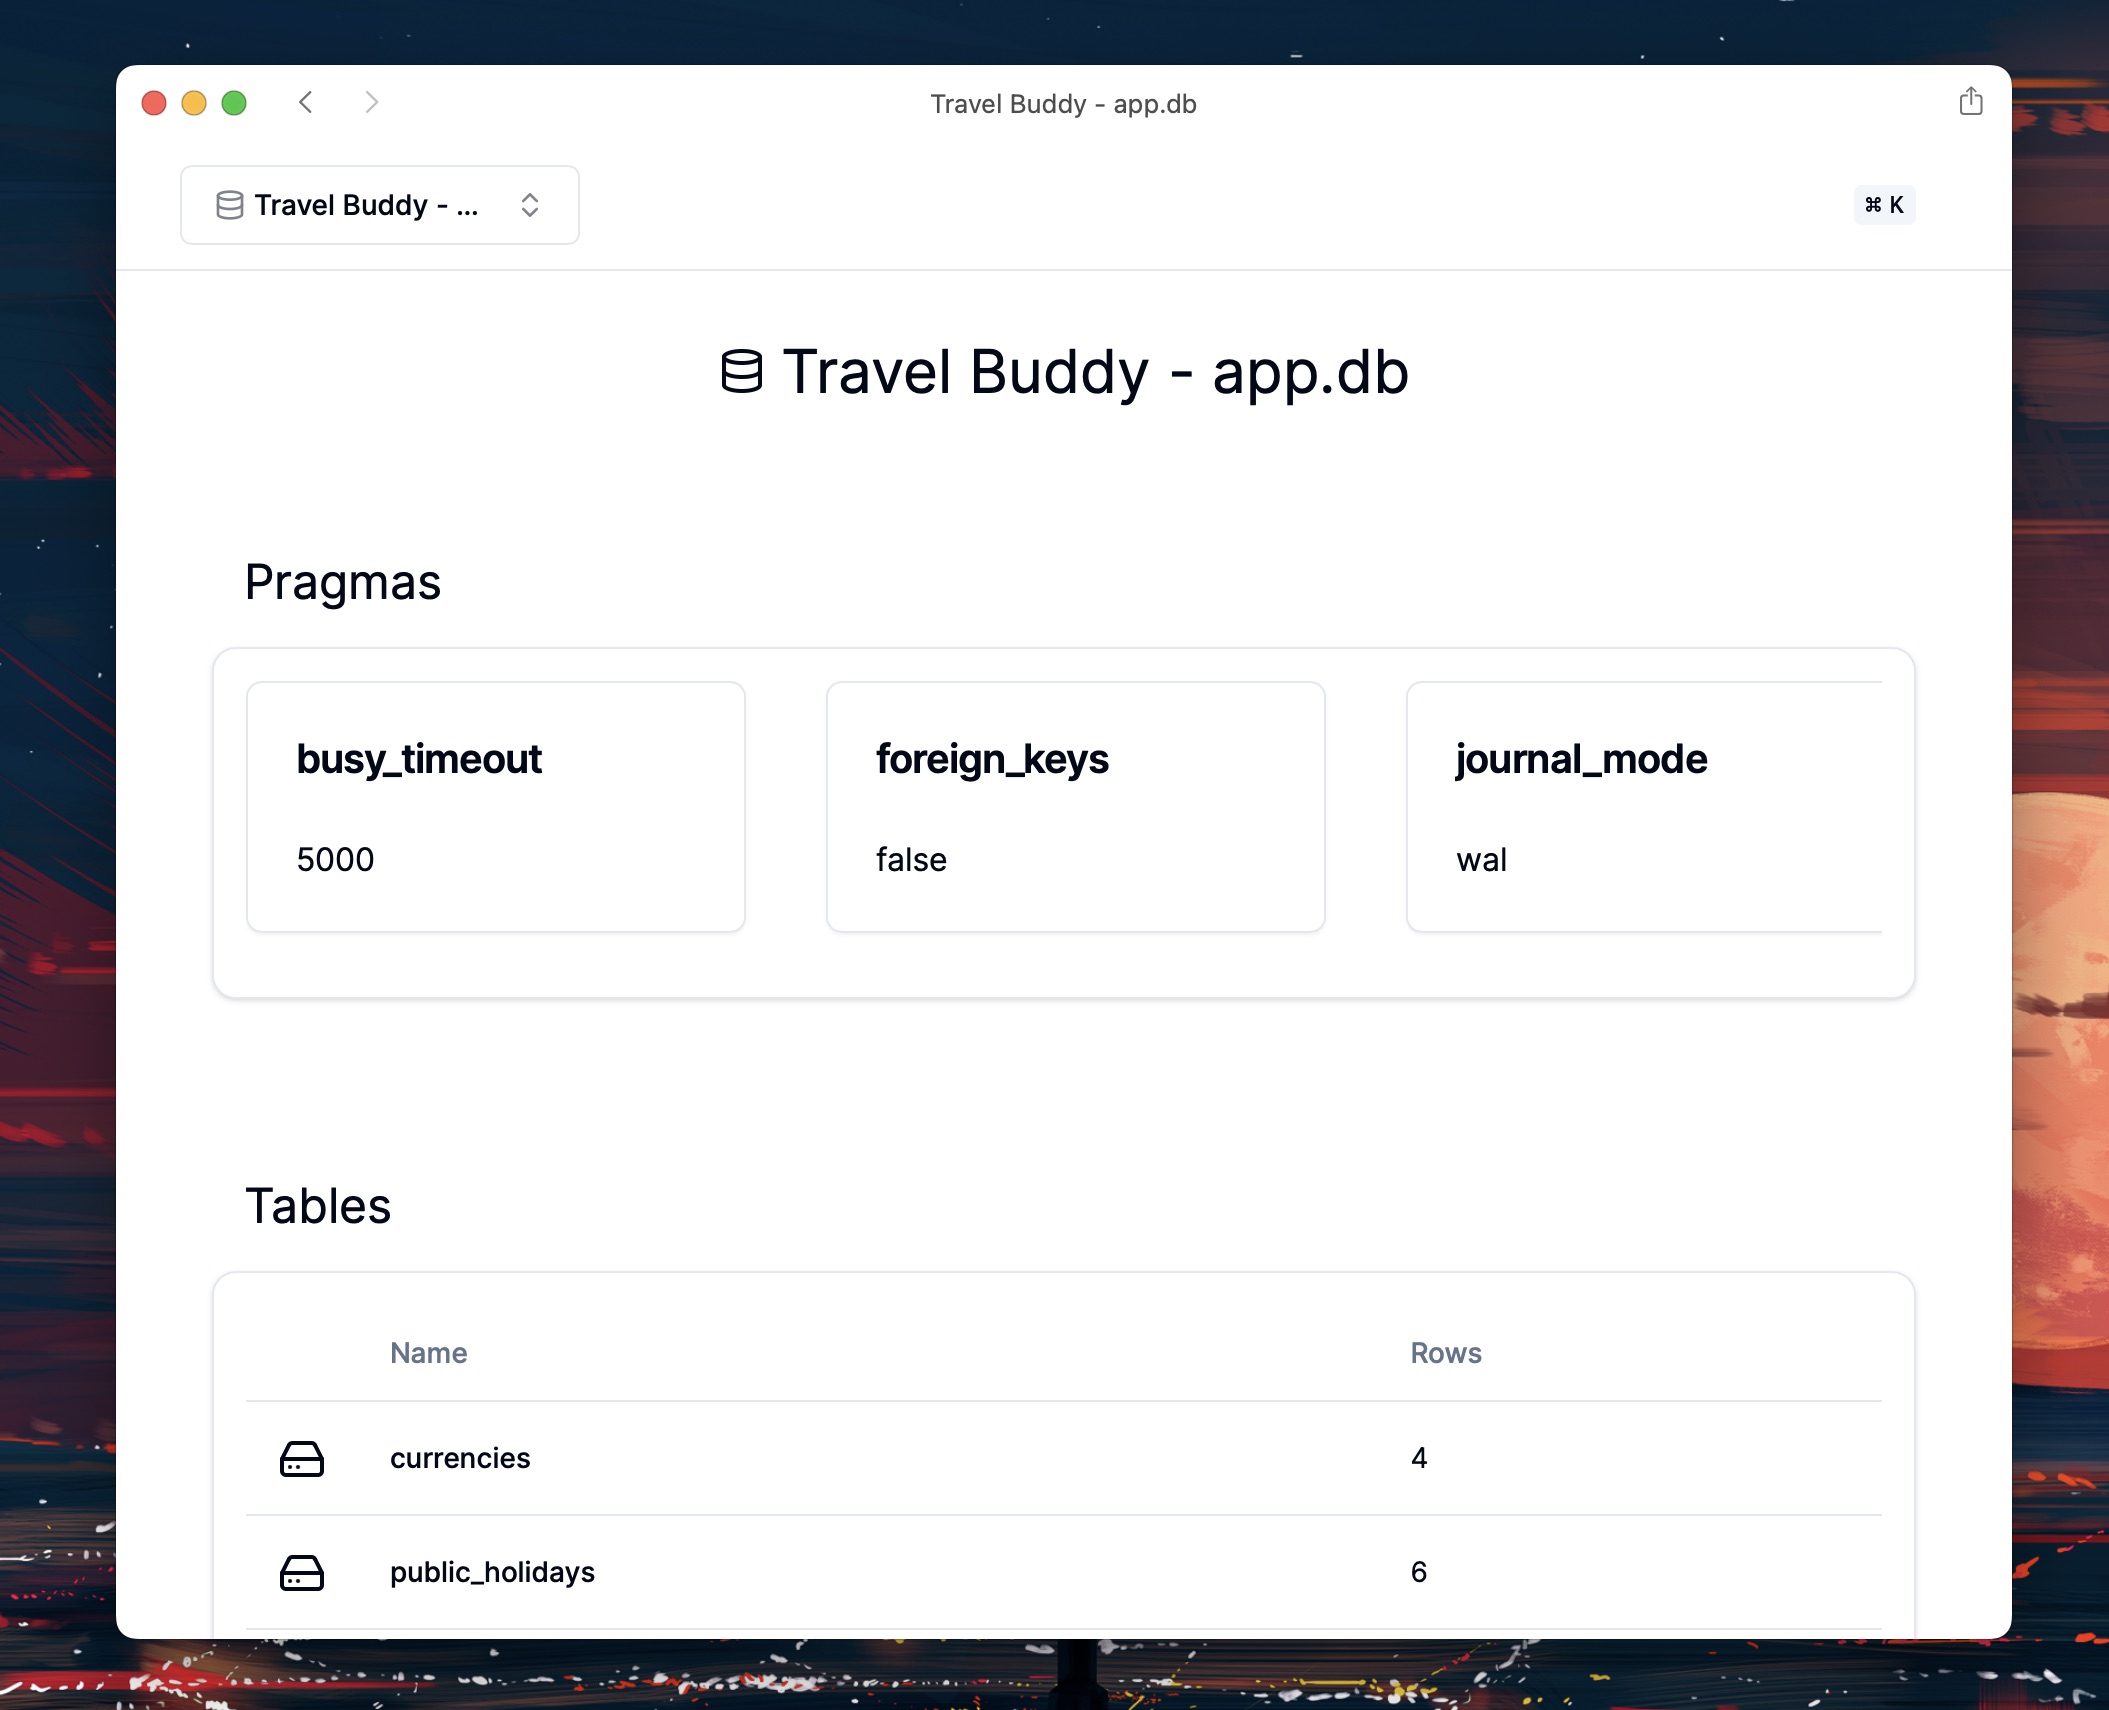 Travel Buddy - app.db
Travel Buddy - ...
⌘ K
Travel Buddy - app.db
Pragmas
busy_timeout
foreign_keys
journal_mode
5000
false
wal
Tables
Name Rows
currencies 4
public_holidays 6